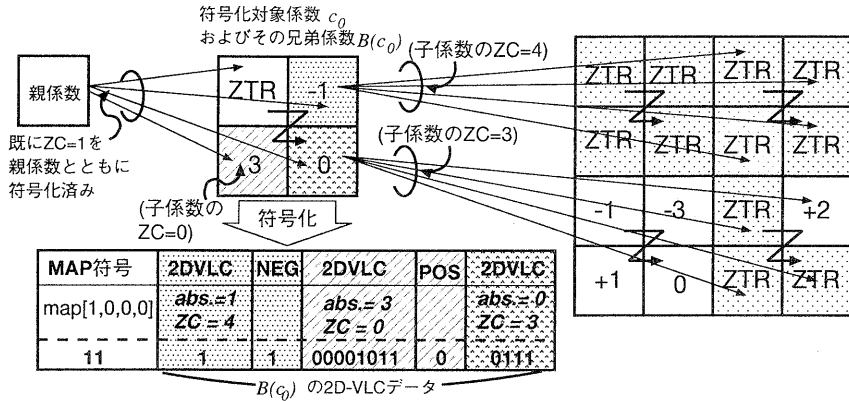 符号化対象係数 c₀
およびその兄弟係数B(c₀)
(子係数のZC=4)
親係数
ZTR -1
3 0
既にZC=1を
親係数とともに
符号化済み
(子係数のZC=3)
(子係数の
ZC=0)
符号化
ZTR ZTR ZTR ZTR
ZTR ZTR ZTR ZTR
-1 -3 ZTR +2
+1 0 ZTR ZTR
MAP符号 2DVLC NEG 2DVLC POS 2DVLC
map[1,0,0,0] abs.=1 abs.= 3 abs.=0
ZC = 4 ZC = 0 ZC = 3
11 1 1 00001011 0 0111
B(c₀) の2D-VLCデータ